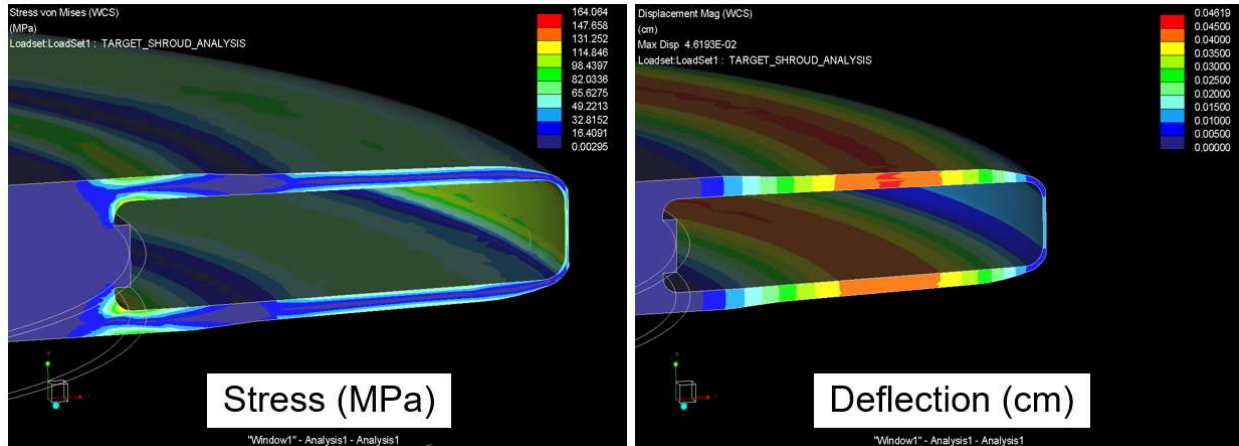 Stress von Mises (WCS)
(MPa)
Loadset:LoadSet1 : TARGET_SHROUD_ANALYSIS
164.064
147.658
131.252
114.846
98.4397
82.0336
65.6275
49.2213
32.8152
16.4091
0.00295
Stress (MPa)
"Window1" - Analysis1 - Analysis1
Displacement Mag (WCS)
(cm)
Max Disp 4.6193E-02
Loadset:LoadSet1 : TARGET_SHROUD_ANALYSIS
0.04619
0.04500
0.04000
0.03500
0.03000
0.02500
0.02000
0.01500
0.01000
0.00500
0.00000
Deflection (cm)
"Window1" - Analysis1 - Analysis1